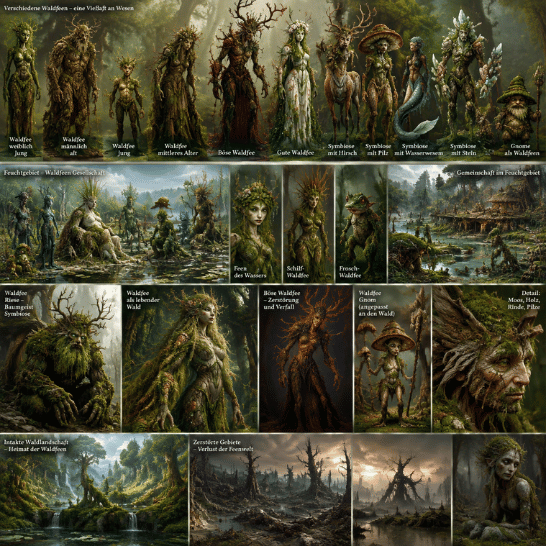 Verschiedene Waldfeen – eine Vielfalt an Wesen
Waldfee
weiblich
jung
Waldfee
männlich
alt
Waldfee
jung
Waldfee
mittleres Alter
Böse Waldfee
Gute Waldfee
Symbiose
mit Hirsch
Symbiose
mit Pilz
Symbiose
mit Wasserwesen
Symbiose
mit Stein
Gnome
als Waldfeen
Feuchtgebiet – Waldfeen Gesellschaft
Feen
des Wassers
Schilf-
Waldfee
Frosch-
Waldfee
Gemeinschaft im Feuchtgebiet
Waldfee
Riese –
Baumgeist
Symbiose
Waldfee
als lebender
Wald
Böse Waldfee
– Zerstörung
und Verfall
Waldfee
Gnom
(angepasst
an den Wald)
Detail:
Moos, Holz,
Rinde, Pilze
Intakte Waldlandschaft
– Heimat der Waldfeen
Zerstörte Gebiete
– Verlust der Feenwelt